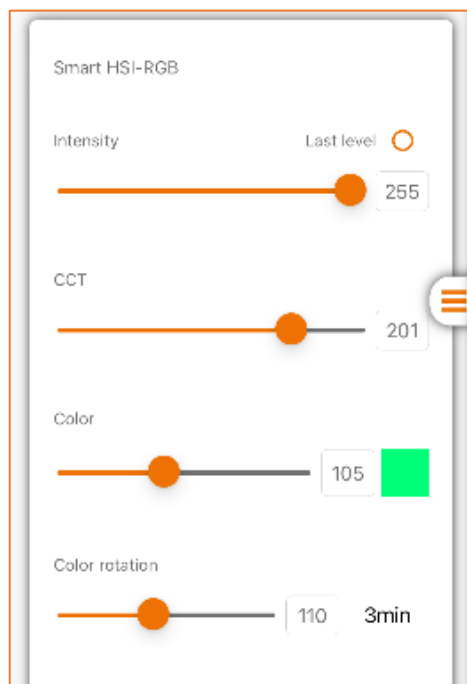 Smart HSI-RGB
Intensity Last level
255
CCT
201
Color
105
Color rotation
110 3min